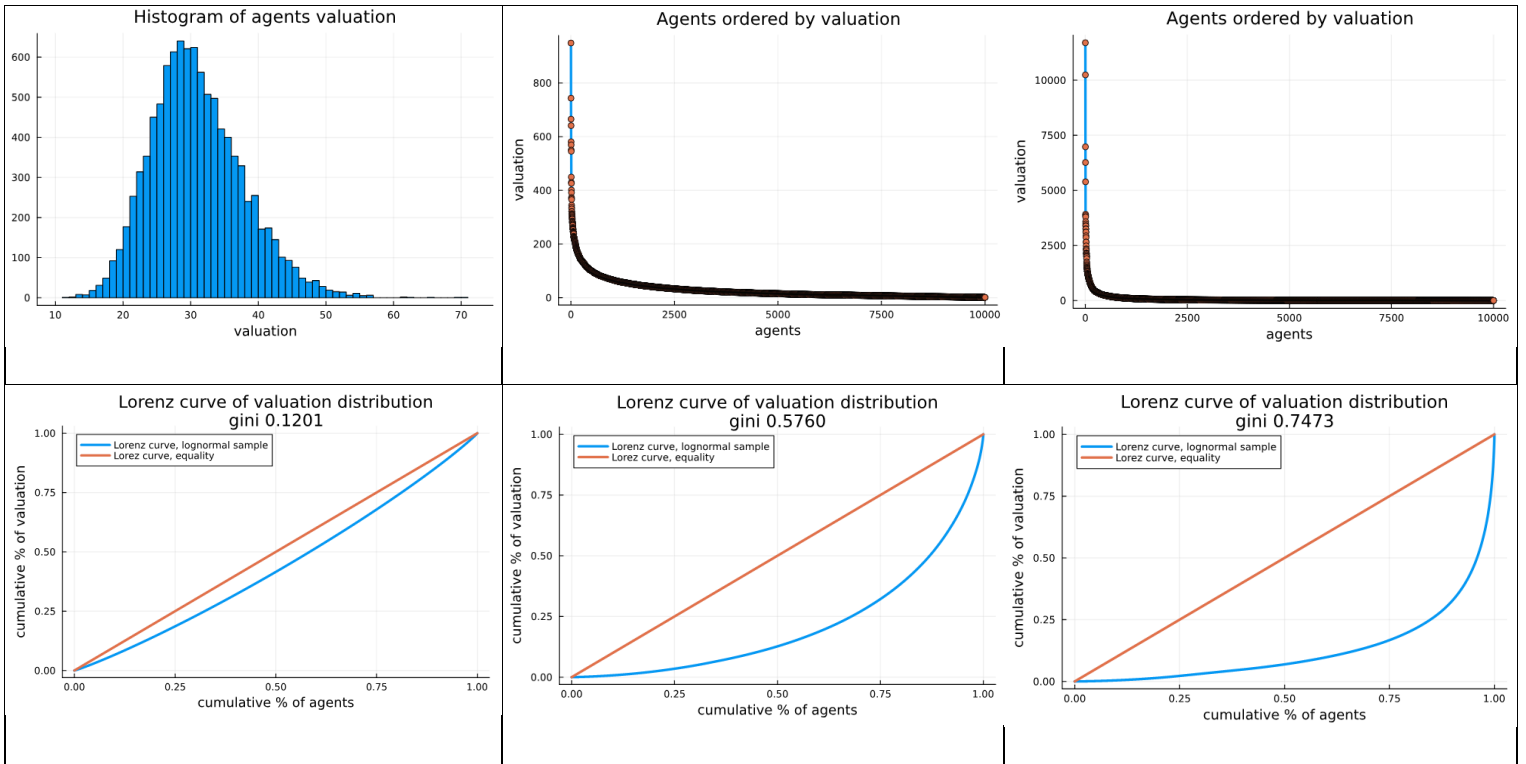 Histogram of agents valuation
600
500
400
300
200
100
0
10 20 30 40 50 60 70
valuation
Agents ordered by valuation
valuation
800
600
400
200
0
0 2500 5000 7500 10000
agents
Agents ordered by valuation
valuation
10000
7500
5000
2500
0
0 2500 5000 7500 10000
agents
Lorenz curve of valuation distribution
gini 0.1201
Lorenz curve, lognormal sample
Lorez curve, equality
cumulative % of valuation
1.00
0.75
0.50
0.25
0.00
0.00 0.25 0.50 0.75 1.00
cumulative % of agents
Lorenz curve of valuation distribution
gini 0.5760
Lorenz curve, lognormal sample
Lorez curve, equality
cumulative % of valuation
1.00
0.75
0.50
0.25
0.00
0.00 0.25 0.50 0.75 1.00
cumulative % of agents
Lorenz curve of valuation distribution
gini 0.7473
Lorenz curve, lognormal sample
Lorez curve, equality
cumulative % of valuation
1.00
0.75
0.50
0.25
0.00
0.00 0.25 0.50 0.75 1.00
cumulative % of agents